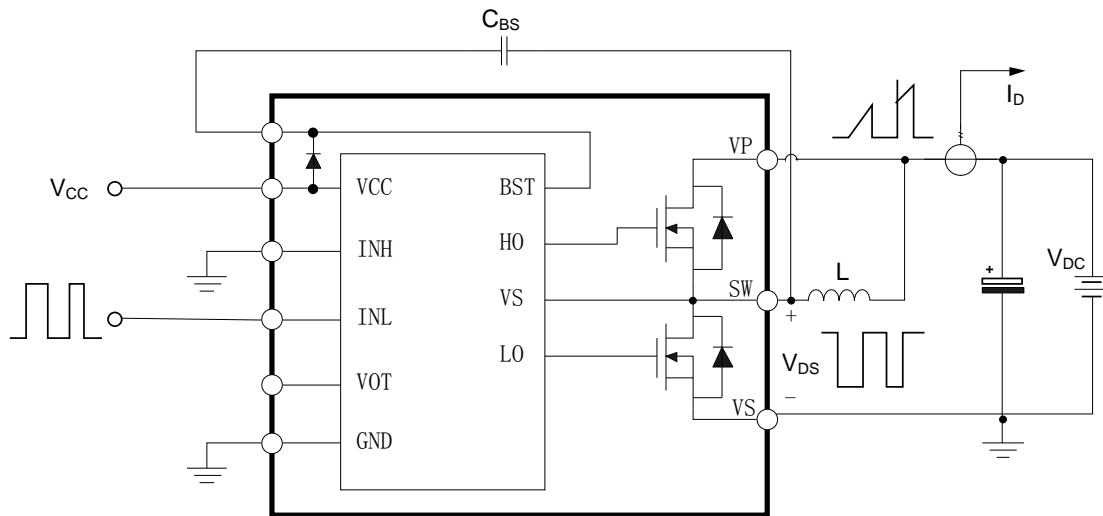 CBS
ID
VP
VCC
VCC
BST
INH
HO
VDC
L
SW
VS
INL
+
+
LO
VDS
VOT
−
VS
GND